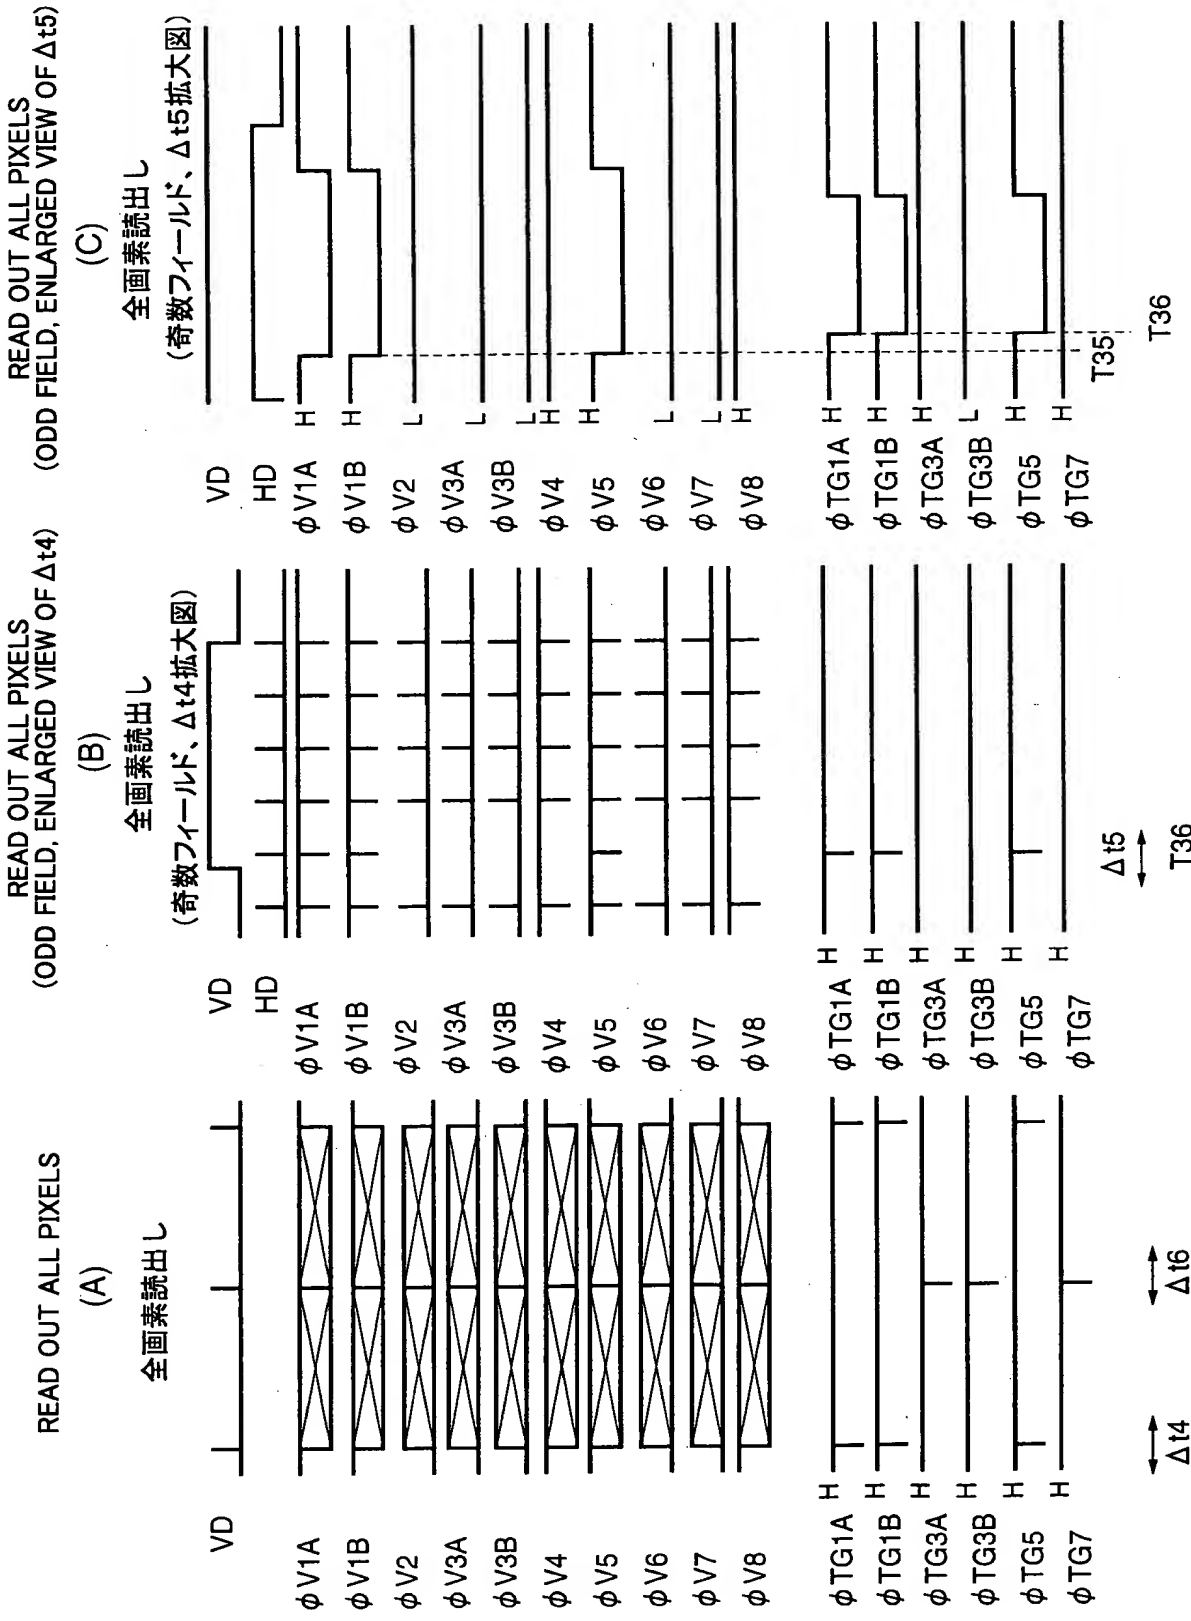 READ OUT ALL PIXELS
(A)
全画素読出し
VD
φV1A
φV1B
φV2
φV3A
φV3B
φV4
φV5
φV6
φV7
φV8
φTG1A H
φTG1B H
φTG3A H
φTG3B H
φTG5 H
φTG7 H
Δt4
Δt6
READ OUT ALL PIXELS
(ODD FIELD, ENLARGED VIEW OF Δt4)
(B)
全画素読出し
(奇数フィールド、Δt4拡大図)
VD
HD
φV1A
φV1B
φV2
φV3A
φV3B
φV4
φV5
φV6
φV7
φV8
φTG1A H
φTG1B H
φTG3A H
φTG3B H
φTG5 H
φTG7 H
Δt5
T36
READ OUT ALL PIXELS
(ODD FIELD, ENLARGED VIEW OF Δt5)
(C)
全画素読出し
(奇数フィールド、Δt5拡大図)
VD
HD
φV1A H
φV1B H
φV2 L
φV3A L
φV3B L
φV4 H
φV5 H
φV6 L
φV7 L
φV8 H
φTG1A H
φTG1B H
φTG3A H
φTG3B L
φTG5 H
φTG7 H
T35
T36